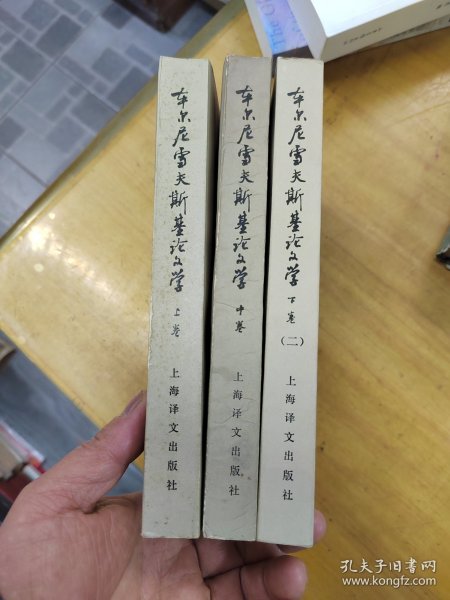 车尔尼雪夫斯基论文学
上卷
上海译文出版社
车尔尼雪夫斯基论文学
中卷
上海译文出版社
车尔尼雪夫斯基论文学
下卷
(二)
上海译文出版社
The G
孔夫子旧书网
www.kongfz.com